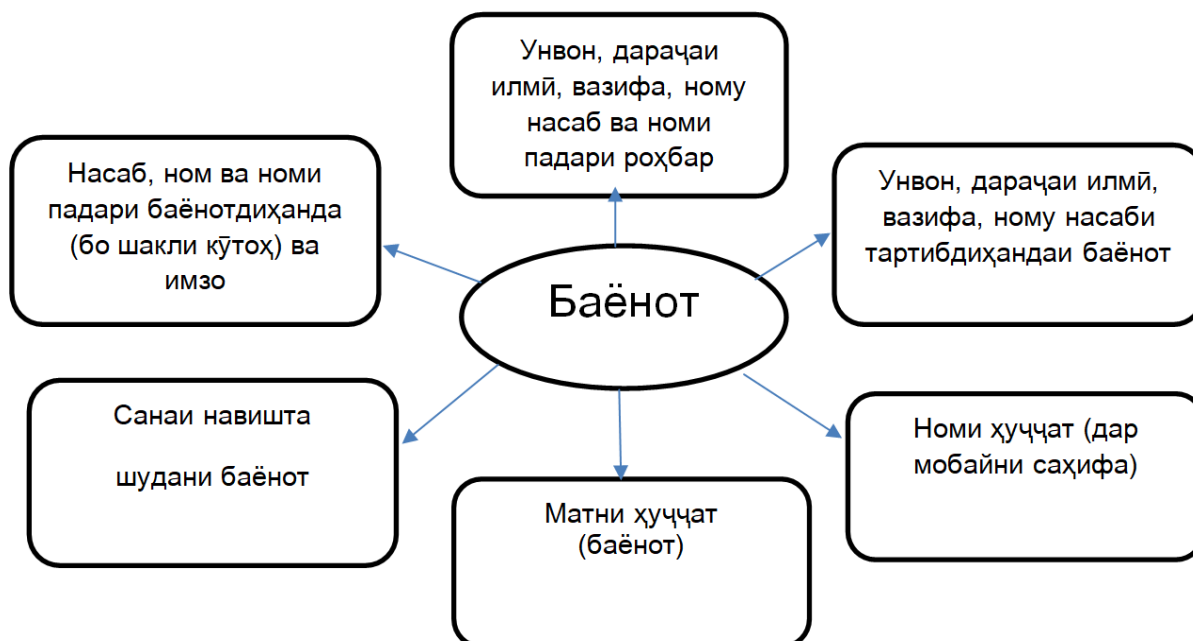 Унвон, дараҷаи
илмӣ, вазифа, ному
насаб ва номи
падари роҳбар
Насаб, ном ва номи
падари баёнотдиҳанда
(бо шакли кӯтоҳ) ва
имзо
Унвон, дараҷаи илмӣ,
вазифа, ному насаби
тартибдиҳандаи баёнот
Баёнот
Санаи навишта
шудани баёнот
Матни ҳуҷҷат
(баёнот)
Номи ҳуҷҷат (дар
мобайни саҳифа)